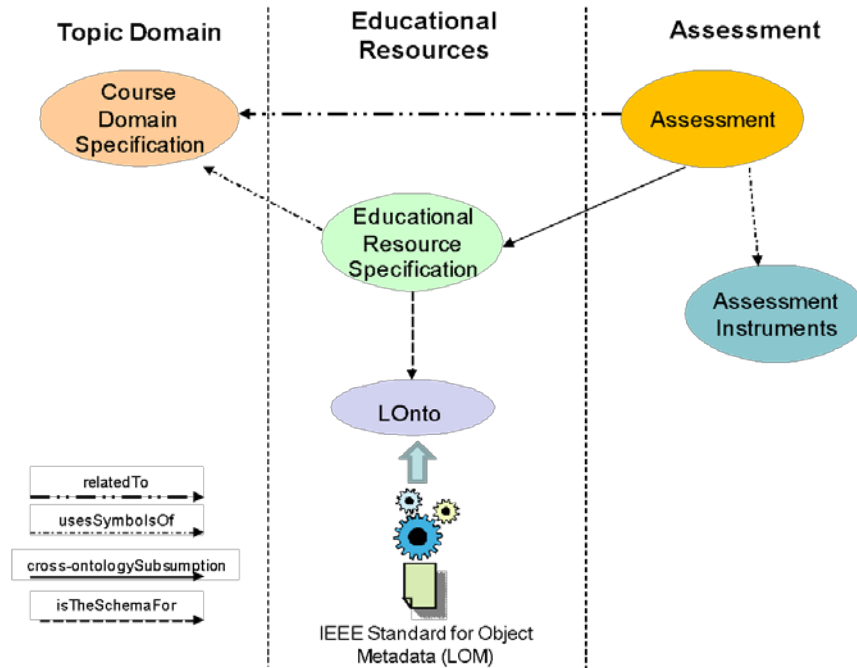 Topic Domain
Educational
Resources
Assessment
Course
Domain
Specification
Assessment
Educational
Resource
Specification
Assessment
Instruments
LOnto
relatedTo
usesSymbolsOf
cross-ontologySubsumption
isTheSchemaFor
IEEE Standard for Object
Metadata (LOM)